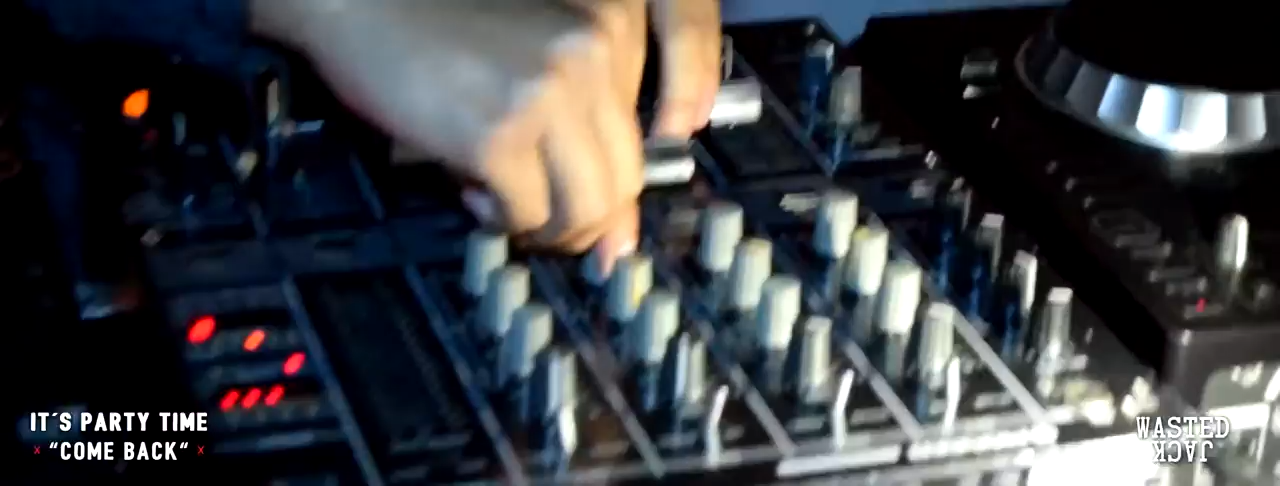 IT´S PARTY TIME
× “COME BACK“ ×
WASTED
JACK